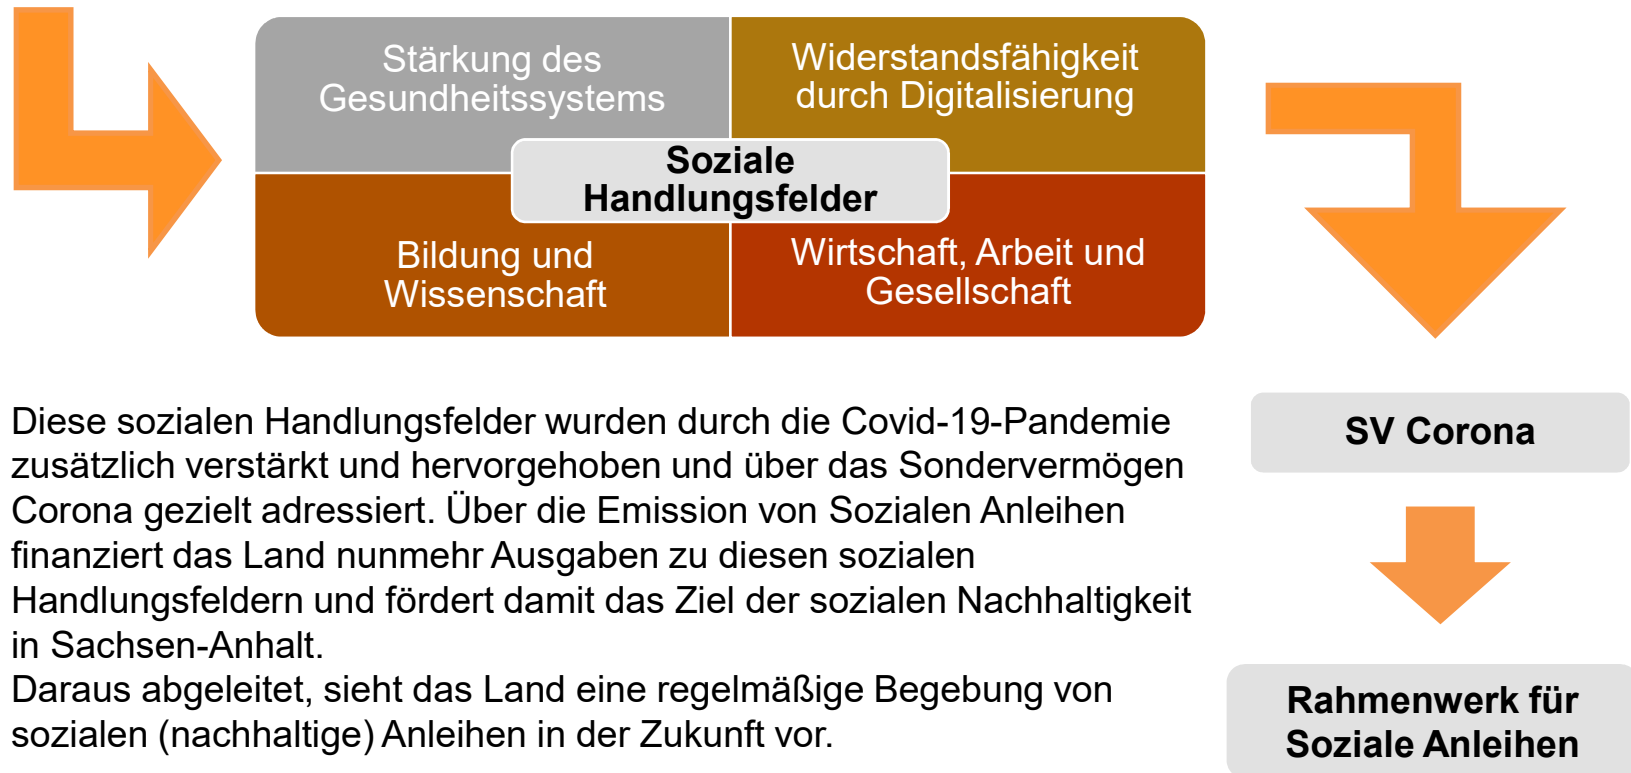 Stärkung des
Gesundheitssystems
Widerstandsfähigkeit
durch Digitalisierung
Soziale
Handlungsfelder
Bildung und
Wissenschaft
Wirtschaft, Arbeit und
Gesellschaft
Diese sozialen Handlungsfelder wurden durch die Covid-19-Pandemie
zusätzlich verstärkt und hervorgehoben und über das Sondervermögen
Corona gezielt adressiert. Über die Emission von Sozialen Anleihen
finanziert das Land nunmehr Ausgaben zu diesen sozialen
Handlungsfeldern und fördert damit das Ziel der sozialen Nachhaltigkeit
in Sachsen-Anhalt.
Daraus abgeleitet, sieht das Land eine regelmäßige Begebung von
sozialen (nachhaltige) Anleihen in der Zukunft vor.
SV Corona
Rahmenwerk für
Soziale Anleihen